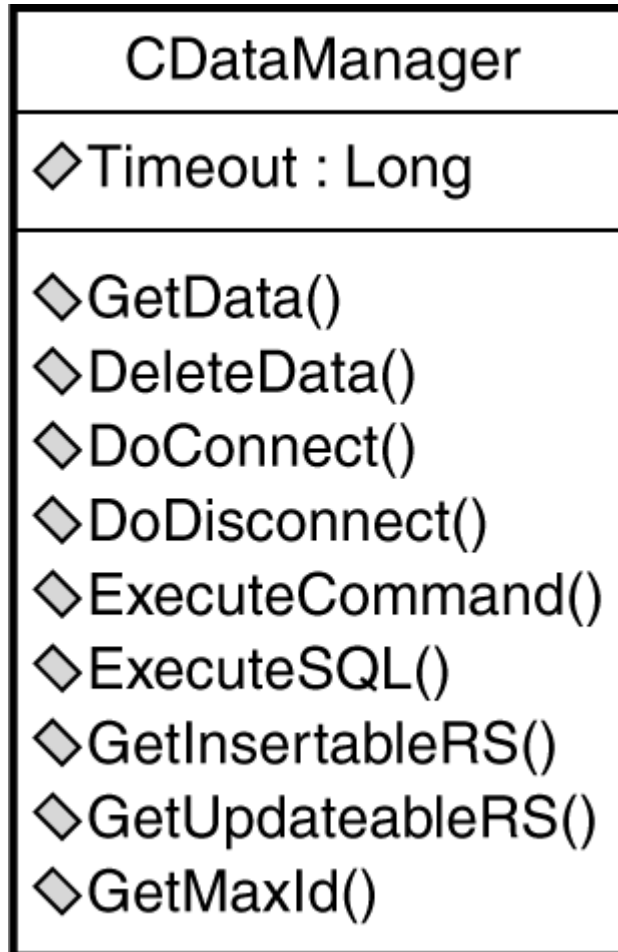 CDataManager
Timeout : Long
GetData()
DeleteData()
DoConnect()
DoDisconnect()
ExecuteCommand()
ExecuteSQL()
GetInsertableRS()
GetUpdateableRS()
GetMaxId()